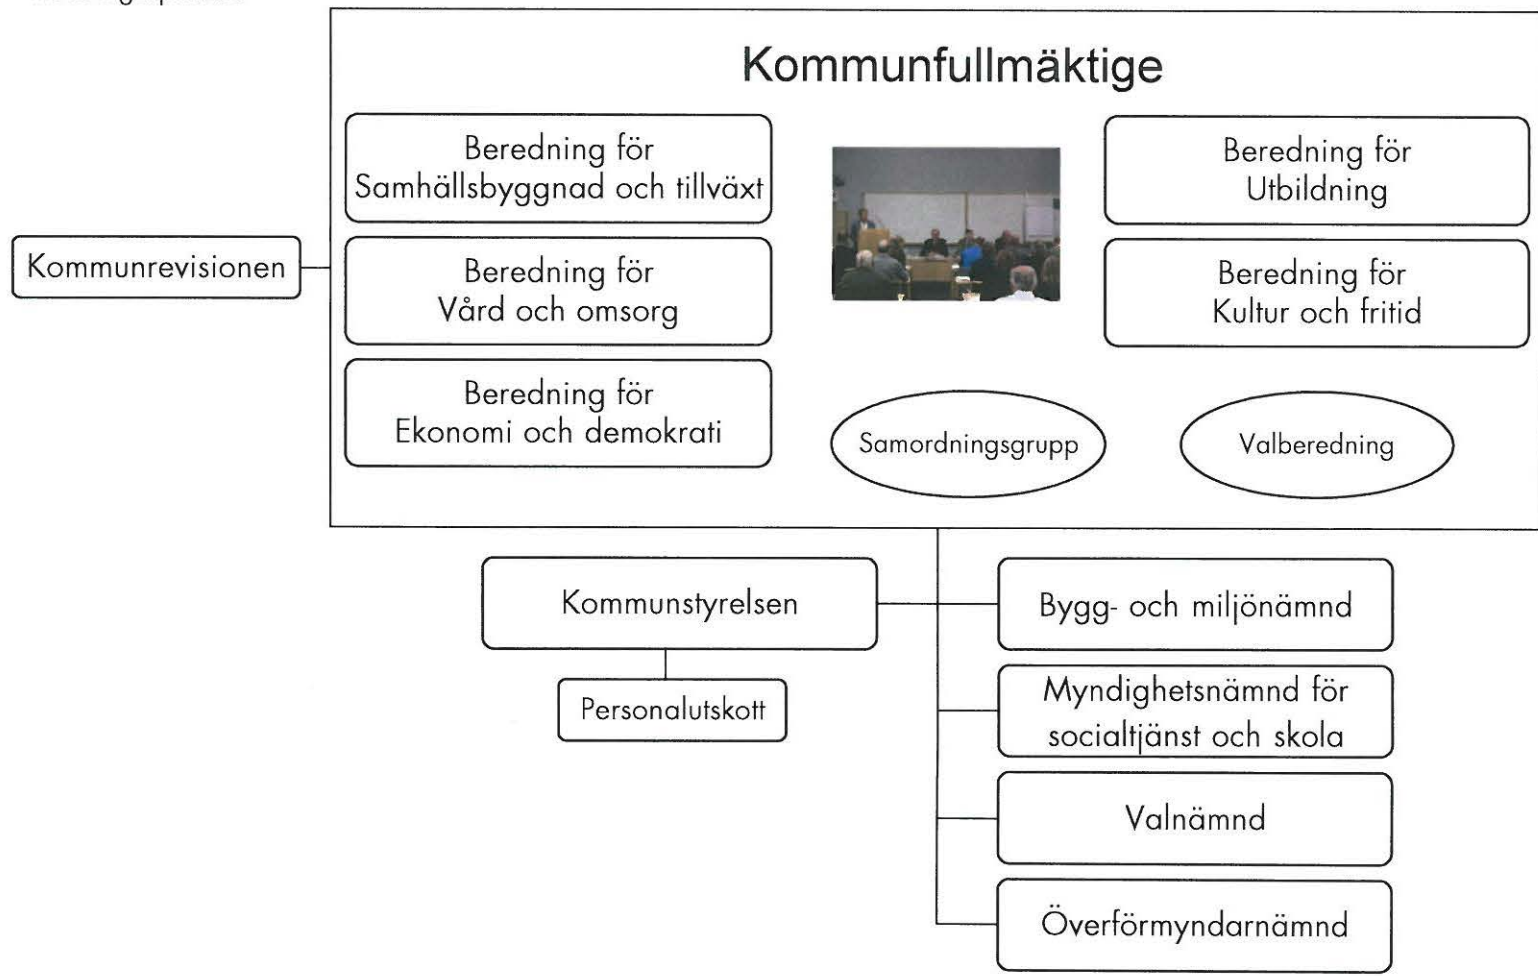 Kommunfullmäktige
Beredning för
Samhällsbyggnad och tillväxt
Beredning för
Utbildning
Kommunrevisionen
Beredning för
Vård och omsorg
Beredning för
Kultur och fritid
Beredning för
Ekonomi och demokrati
Samordningsgrupp
Valberedning
Kommunstyrelsen
Bygg- och miljönämnd
Personalutskott
Myndighetsnämnd för
socialtjänst och skola
Valnämnd
Överförmyndarnämnd